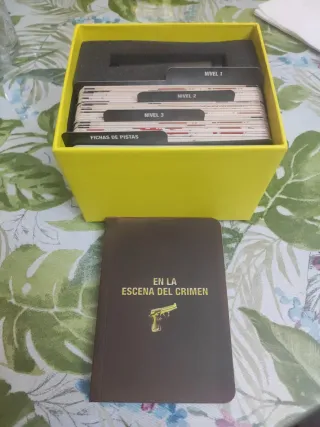 NIVEL 1
NIVEL 2
NIVEL 3
FICHAS DE PISTAS
EN LA
ESCENA DEL CRIMEN